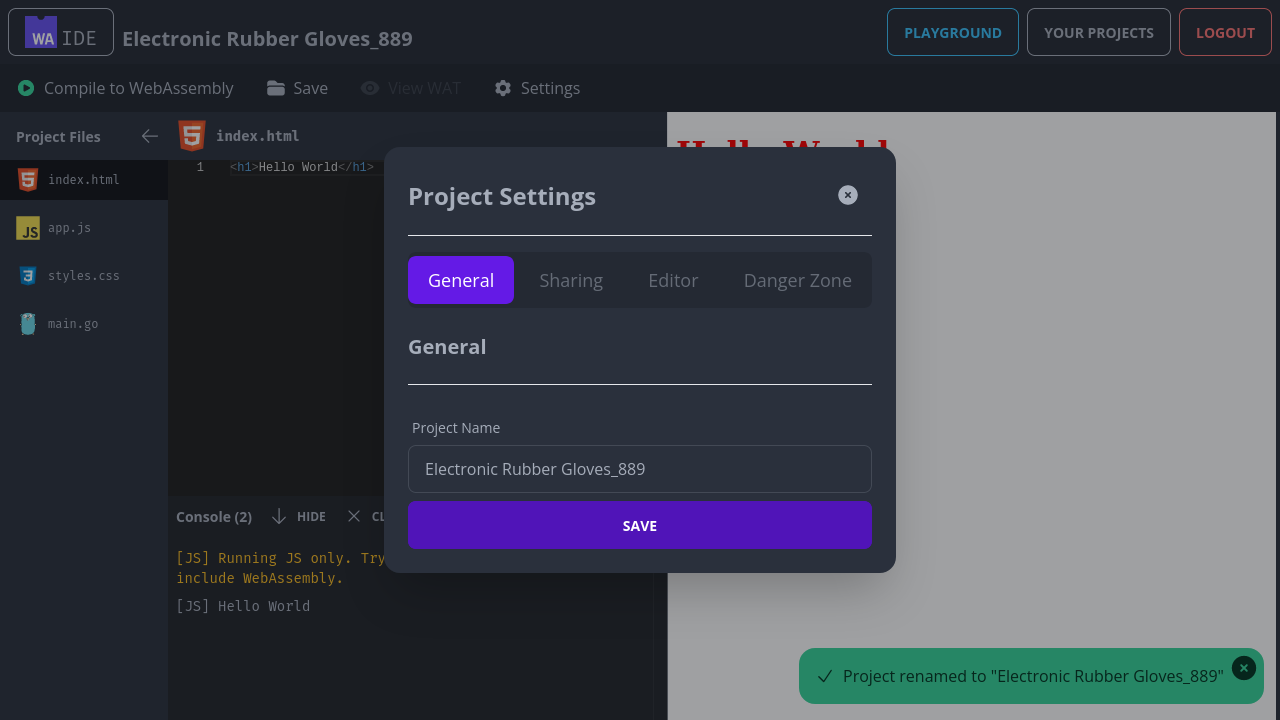 WA IDE
Electronic Rubber Gloves_889
PLAYGROUND
YOUR PROJECTS
LOGOUT
Compile to WebAssembly
Save
View WAT
Settings
Project Files
index.html
app.js
styles.css
main.go
index.html
1
<h1>Hello World</h1>
Project Settings
General
Sharing
Editor
Danger Zone
General
Project Name
Electronic Rubber Gloves_889
SAVE
Console (2)
HIDE
[JS] Running JS only. Try
include WebAssembly.
[JS] Hello World
Hello World
Project renamed to "Electronic Rubber Gloves_889"